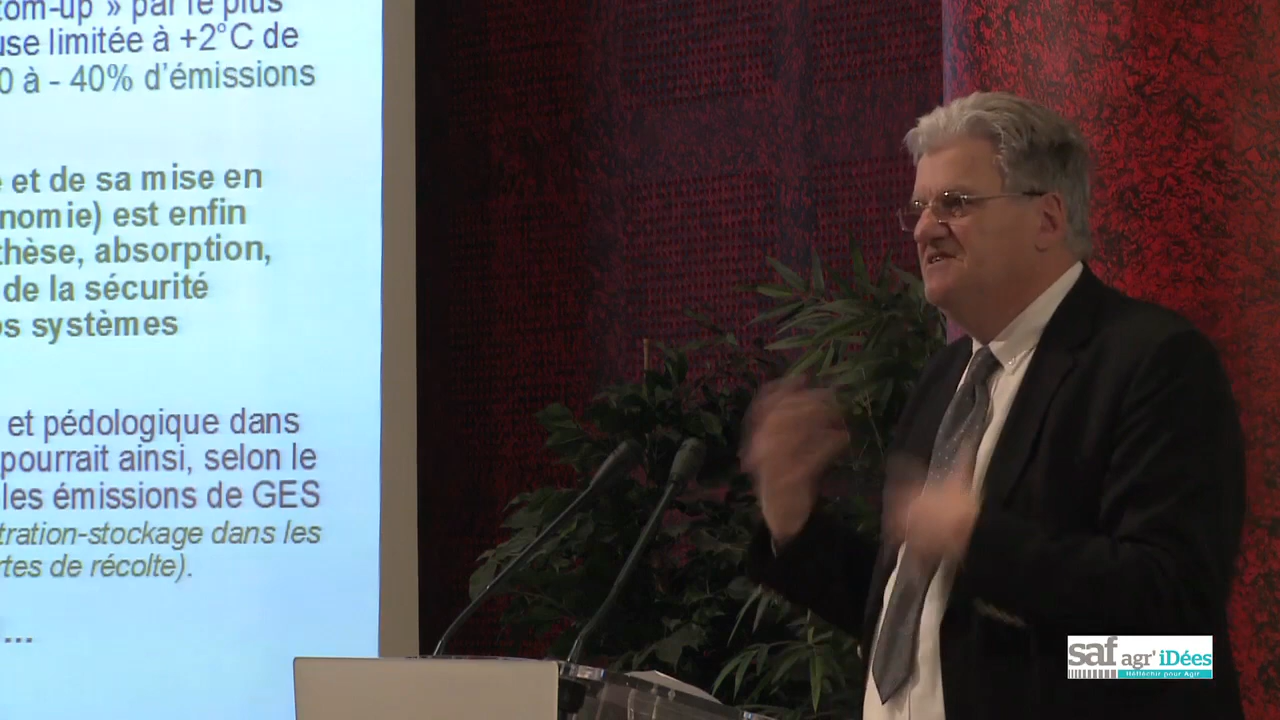 tom-up » par le plus
use limitée à +2°C de
0 à - 40% d'émissions
e et de sa mise en
nomie) est enfin
thèse, absorption,
de la sécurité
os systèmes
et pédologique dans
pourrait ainsi, selon le
les émissions de GES
tration-stockage dans les
rtes de récolte).
...
saf agr' iDées
Réfléchir pour Agir